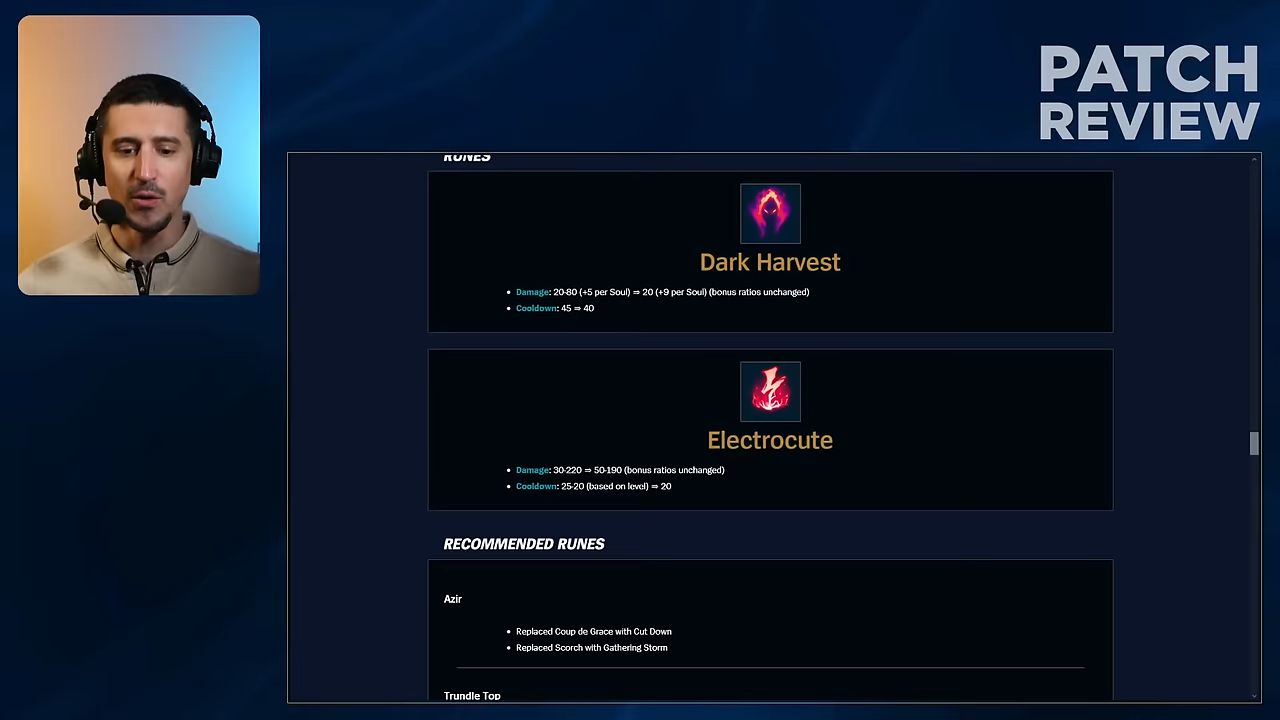 PATCH
REVIEW
RUNES
Dark Harvest
Damage: 20-80 (+5 per Soul) ⇒ 20 (+9 per Soul) (bonus ratios unchanged)
Cooldown: 45 ⇒ 40
Electrocute
Damage: 30-220 ⇒ 50-190 (bonus ratios unchanged)
Cooldown: 25-20 (based on level) ⇒ 20
RECOMMENDED RUNES
Azir
Replaced Coup de Grace with Cut Down
Replaced Scorch with Gathering Storm
Trundle Top